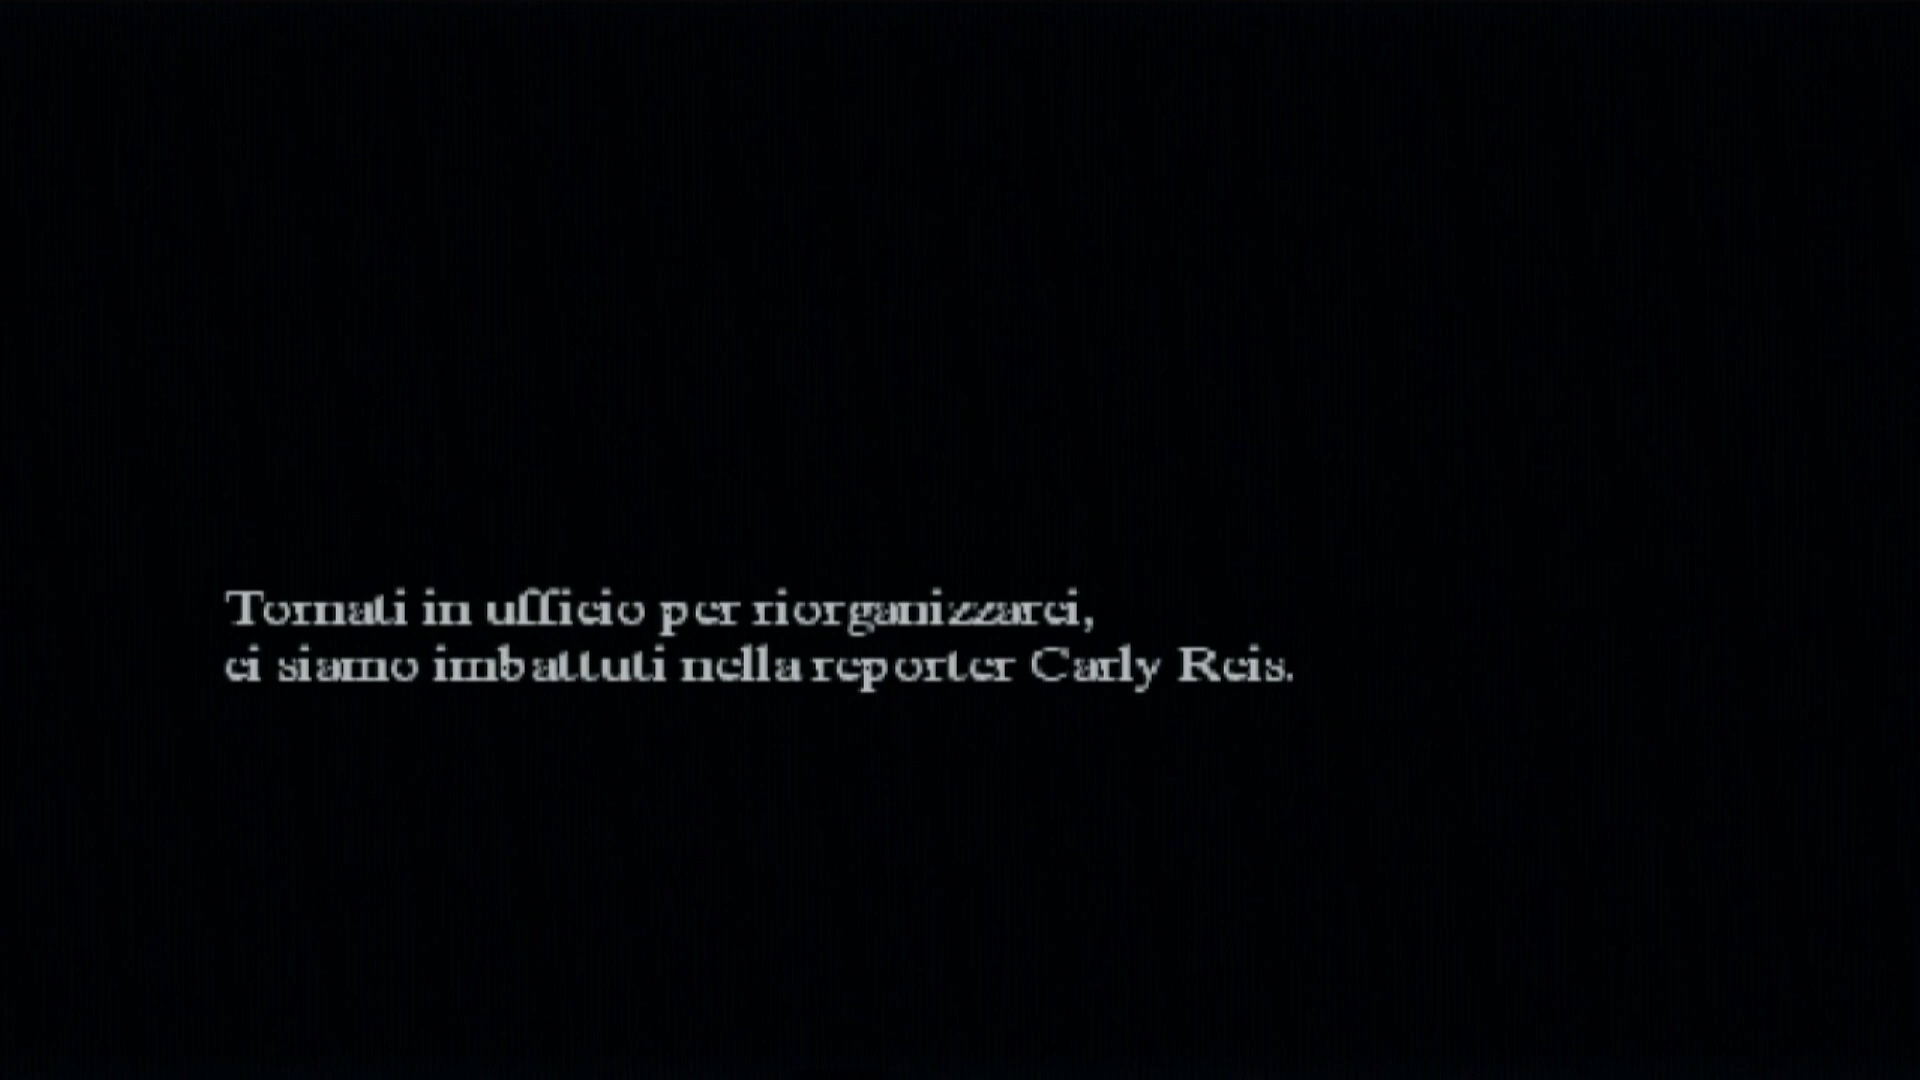 Tornati in ufficio per riorganizzarci,
ci siamo imbattuti nella reporter Carly Reis.